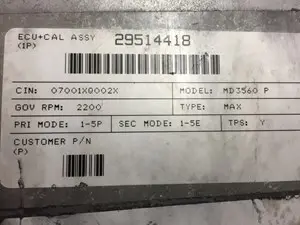 ECU+CAL ASSY 29514418
(1P)
CIN: 07001X0002X MODEL: MD3560 P
GOV RPM: 2200 TYPE: MAX
PRI MODE: 1-5P SEC MODE: 1-5E TPS: Y
CUSTOMER P/N
(P)